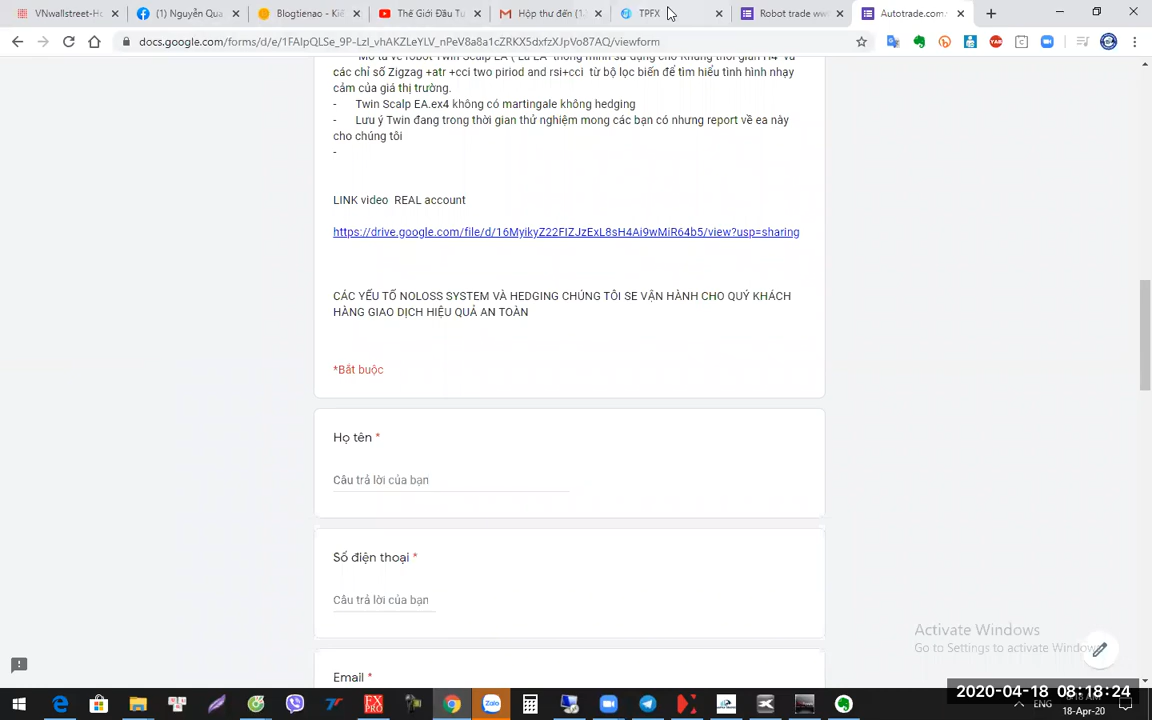 VNwallstreet-Ho
(1) Nguyễn Qua
Blogtienao - Kiế
Thế Giới Đầu Tư
Hộp thư đến (1
TPFX
Robot trade ww
Autotrade.com.
docs.google.com/forms/d/e/1FAIpQLSe_9P-LzI_vhAKZLeYLV_nPeV8a8a1cZRKX5dxfzXJpVo87AQ/viewform
các chỉ số Zigzag +atr +cci two piriod and rsi+cci từ bộ lọc biến để tìm hiểu tình hình nhạy
cảm của giá thị trường.
- Twin Scalp EA.ex4 không có martingale không hedging
- Lưu ý Twin đang trong thời gian thử nghiệm mong các bạn có nhưng report về ea này
cho chúng tôi
-
LINK video REAL account
https://drive.google.com/file/d/16MyikyZ22FIZJzExL8sH4Ai9wMiR64b5/view?usp=sharing
CÁC YẾU TỐ NOLOSS SYSTEM VÀ HEDGING CHÚNG TÔI SE VẬN HÀNH CHO QUÝ KHÁCH
HÀNG GIAO DỊCH HIỆU QUẢ AN TOÀN
*Bắt buộc
Họ tên *
Câu trả lời của bạn
Số điện thoại *
Câu trả lời của bạn
Email *
Activate Windows
Go to Settings to activate Windows
Zalo
2020-04-18 08:18:24
ENG
18-Apr-20